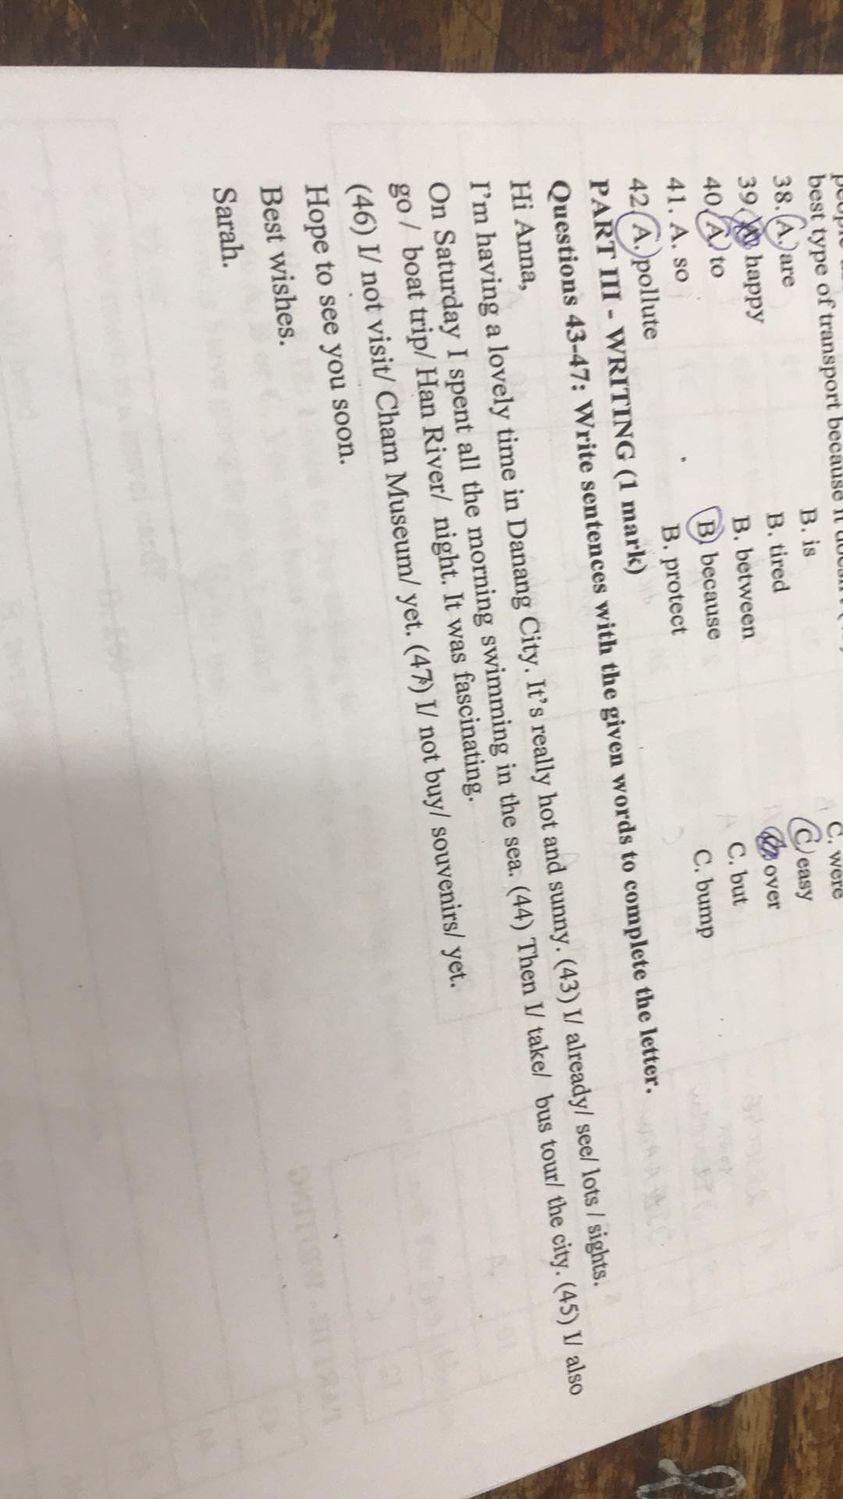 best type of transport because it
38. A. are B. is C. were
39. happy B. tired C. easy
40 A. to B. between over
41. A. so B. because C. but
42 A. pollute B. protect C. bump
PART III - WRITING (1 mark)
Questions 43-47: Write sentences with the given words to complete the letter.
Hi Anna,
I'm having a lovely time in Danang City. It's really hot and sunny. (43) I/ already/ see/ lots / sights.
On Saturday I spent all the morning swimming in the sea. (44) Then I/ take/ bus tour/ the city. (45) I/ also
go / boat trip/ Han River/ night. It was fascinating.
(46) I/ not visit/ Cham Museum/ yet. (47) I/ not buy/ souvenirs/ yet.
Hope to see you soon.
Best wishes.
Sarah.